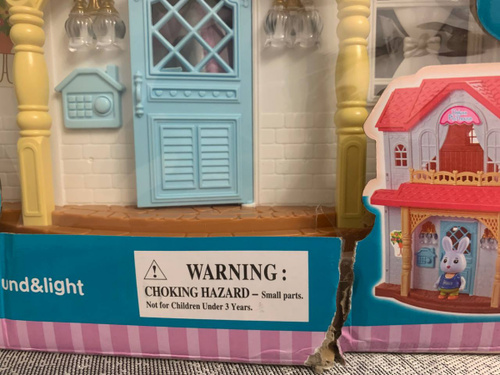 und&light
WARNING :
CHOKING HAZARD – Small parts.
Not for Children Under 3 Years.